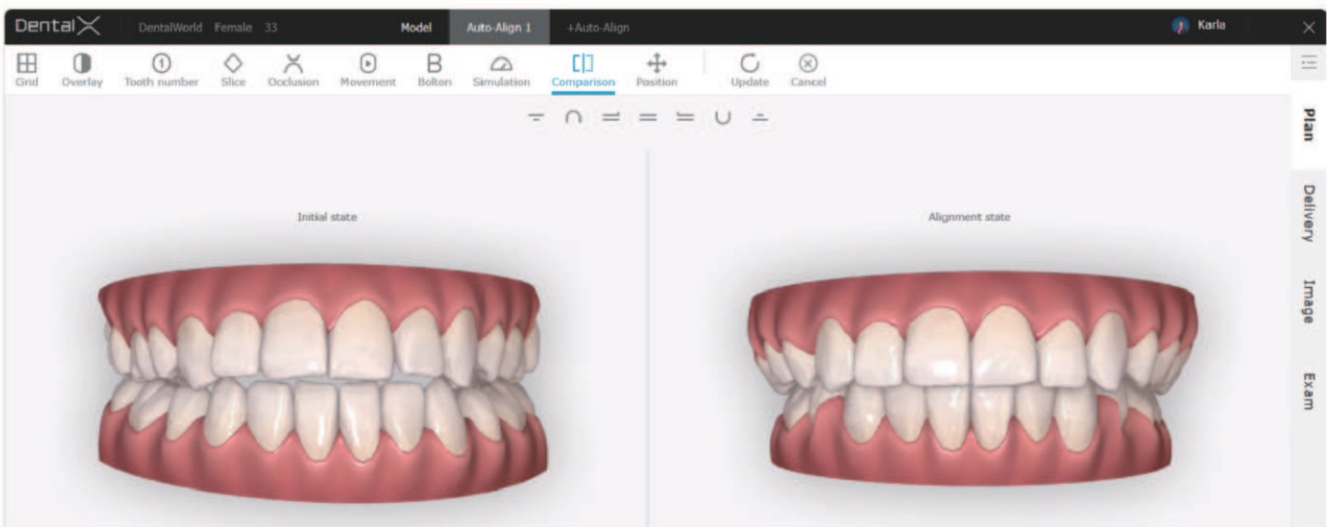 DentalX DentalWorld Female 33 Model Auto-Align 1 +Auto-Align Karla
Grid Overlay Tooth number Slice Occlusion Movement Bolton Simulation Comparison Position Update Cancel
Plan
Initial state Alignment state
Delivery
Image
Exam